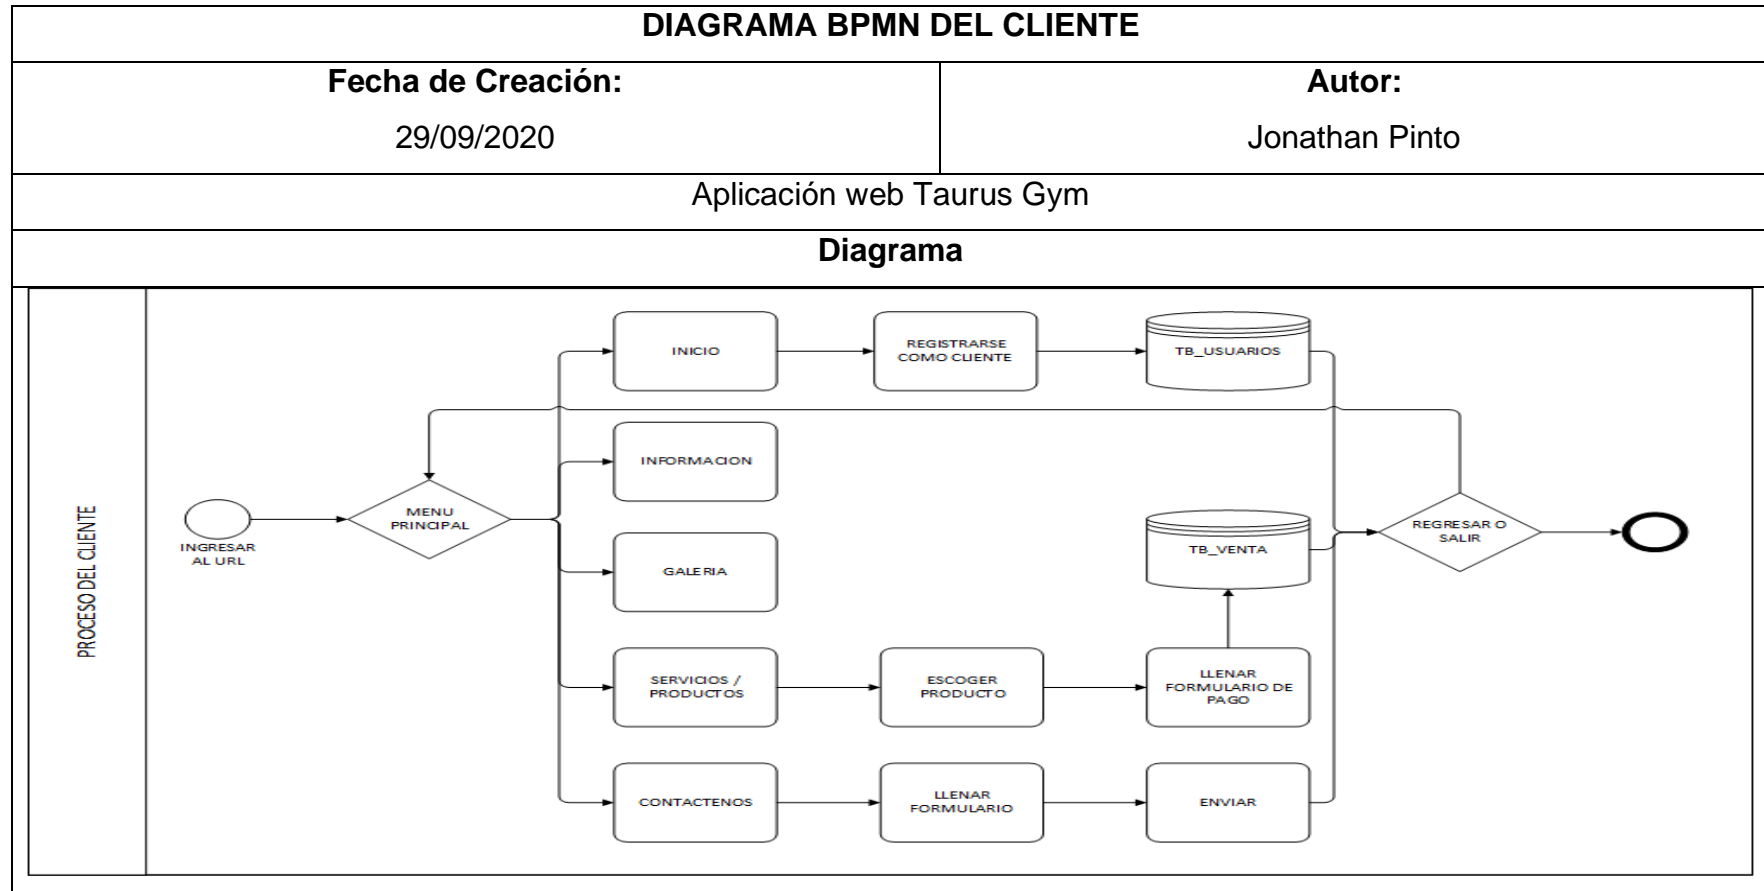 DIAGRAMA BPMN DEL CLIENTE
Fecha de Creación:
29/09/2020
Autor:
Jonathan Pinto
Aplicación web Taurus Gym
Diagrama
PROCESO DEL CLIENTE
INGRESAR
AL URL
MENU
PRINCIPAL
INICIO
REGISTRARSE
COMO CLIENTE
TB_USUARIOS
INFORMACION
GALERIA
SERVICIOS /
PRODUCTOS
ESCOGER
PRODUCTO
LLENAR
FORMULARIO DE
PAGO
TB_VENTA
CONTACTENOS
LLENAR
FORMULARIO
ENVIAR
REGRESAR O
SALIR